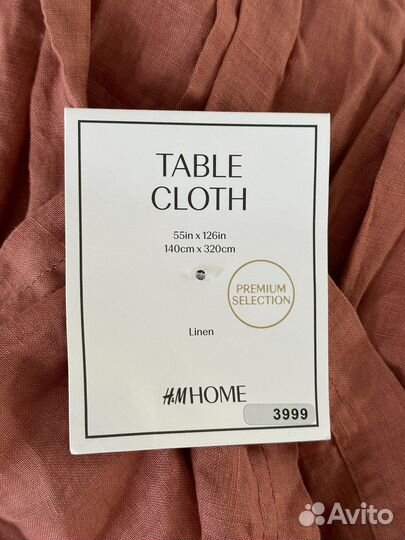 TABLE
CLOTH
55in x 126in
140cm x 320cm
PREMIUM
SELECTION
Linen
H&M HOME
3999
Avito